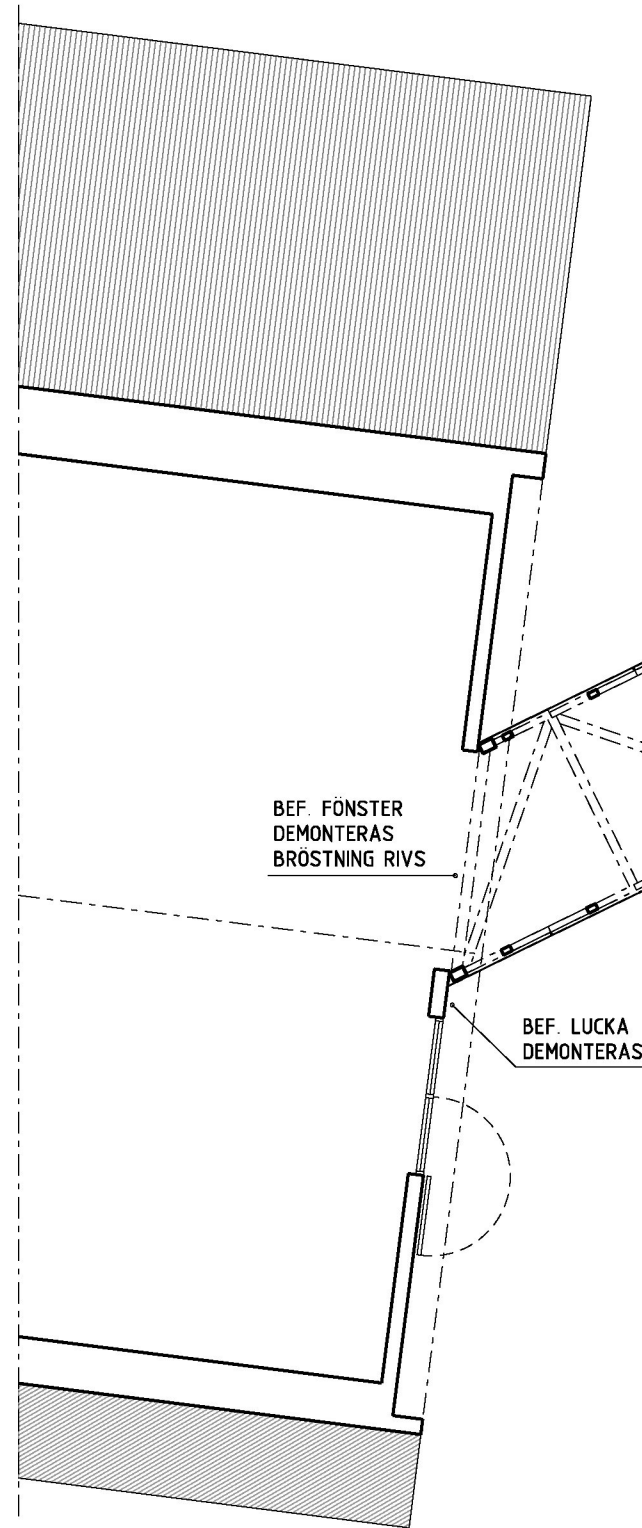 BEF. FÖNSTER
DEMONTERAS
BRÖSTNING RIVS
BEF. LUCKA
DEMONTERAS